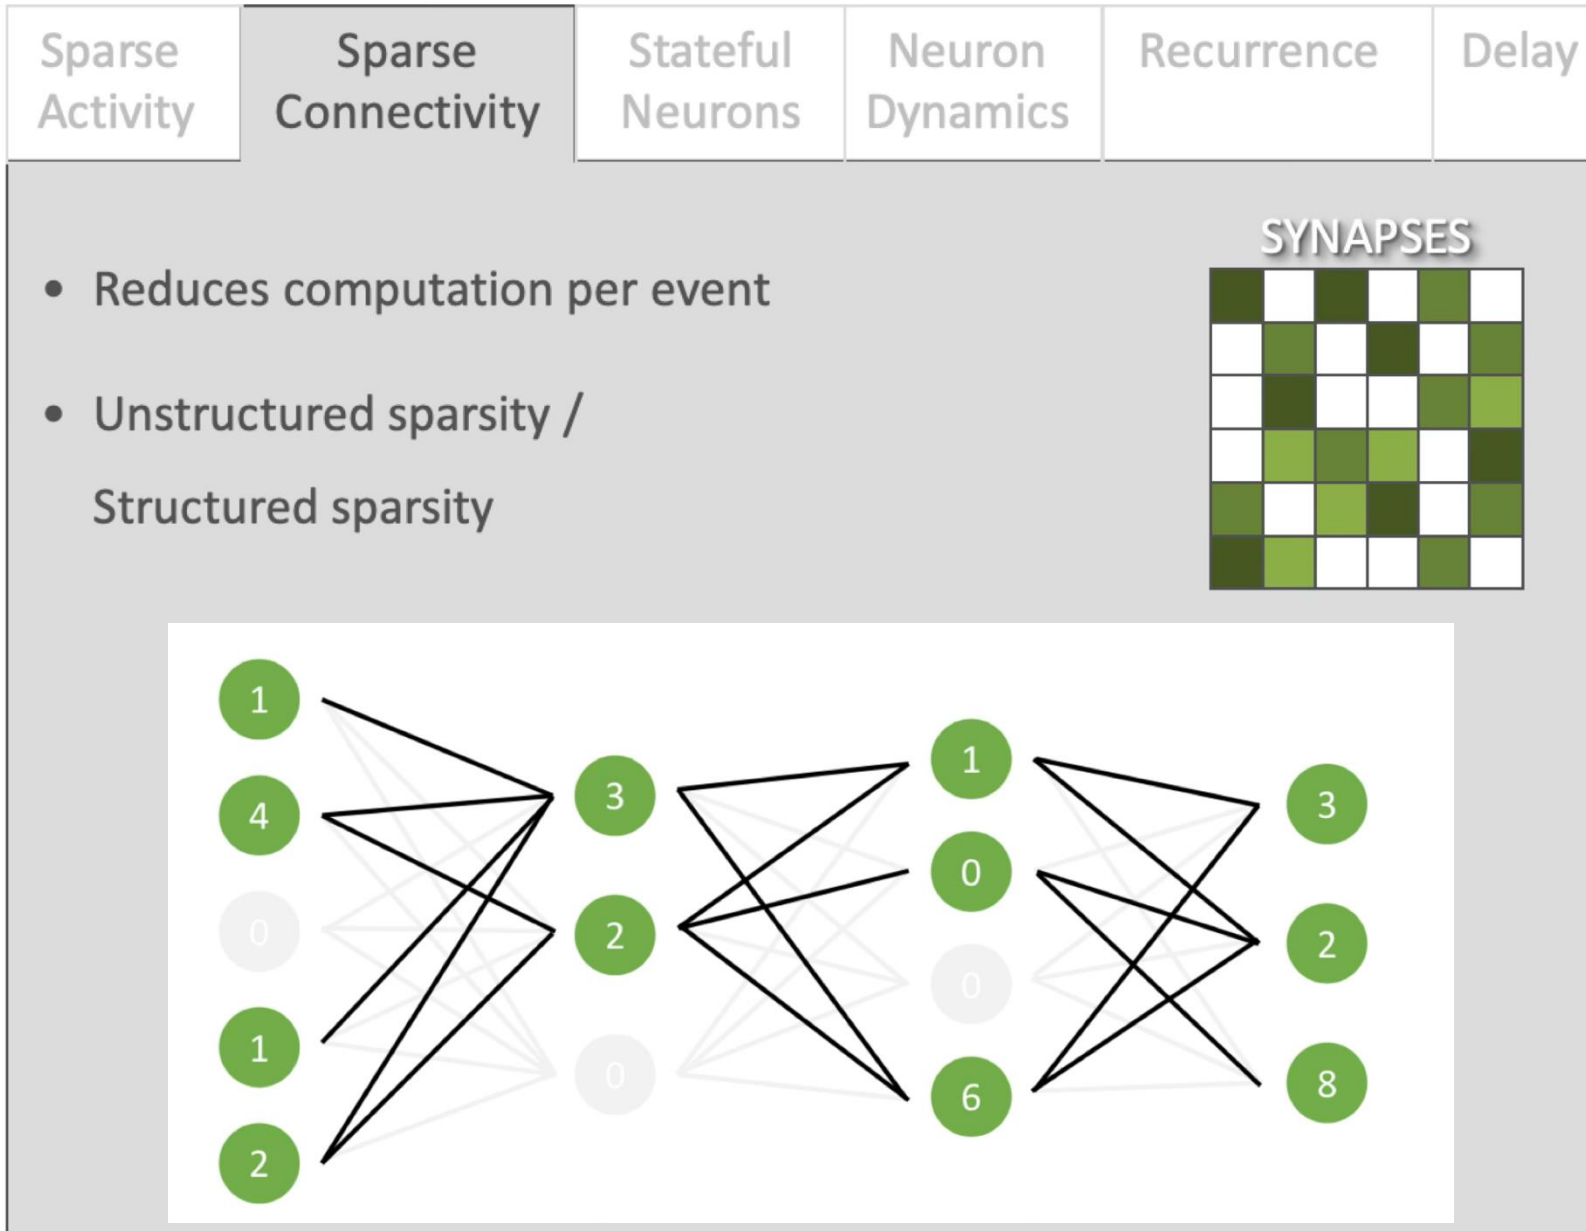 Sparse
Activity
Sparse
Connectivity
Stateful
Neurons
Neuron
Dynamics
Recurrence
Delay
SYNAPSES
• Reduces computation per event
• Unstructured sparsity /
Structured sparsity
1
4
0
1
2
3
2
0
1
0
0
6
3
2
8